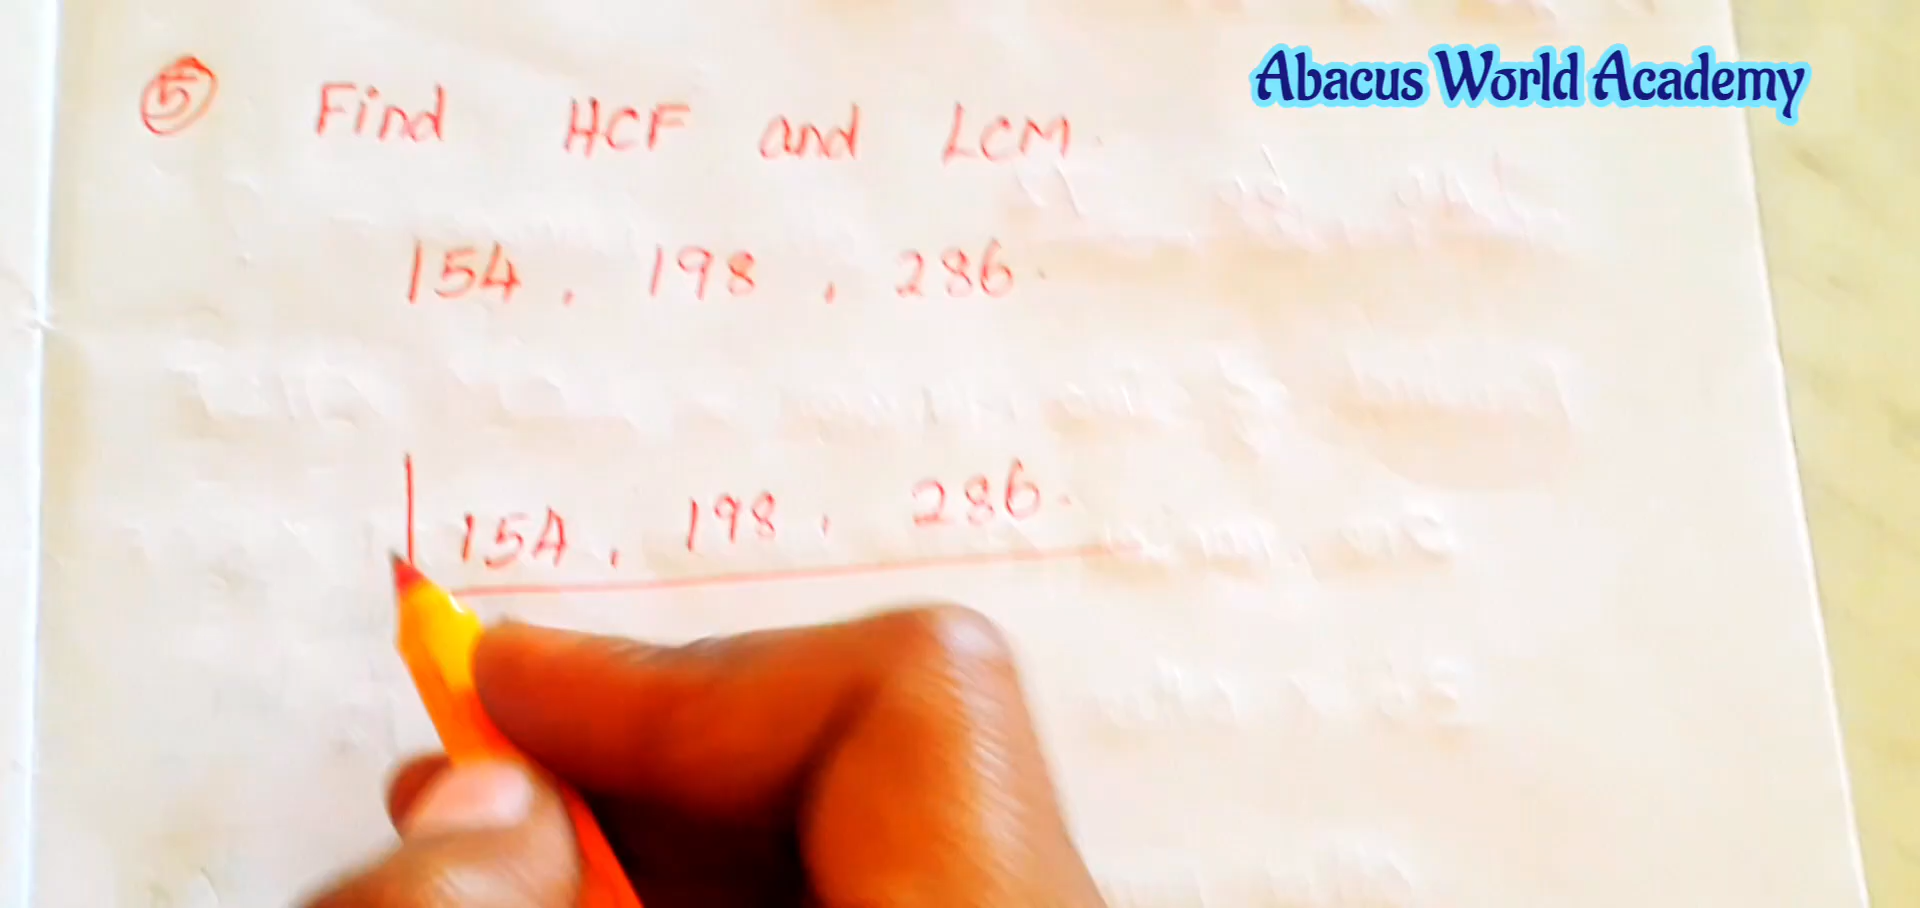 Abacus World Academy
5 Find HCF and LCM.
154, 198, 286.
154, 198, 286.